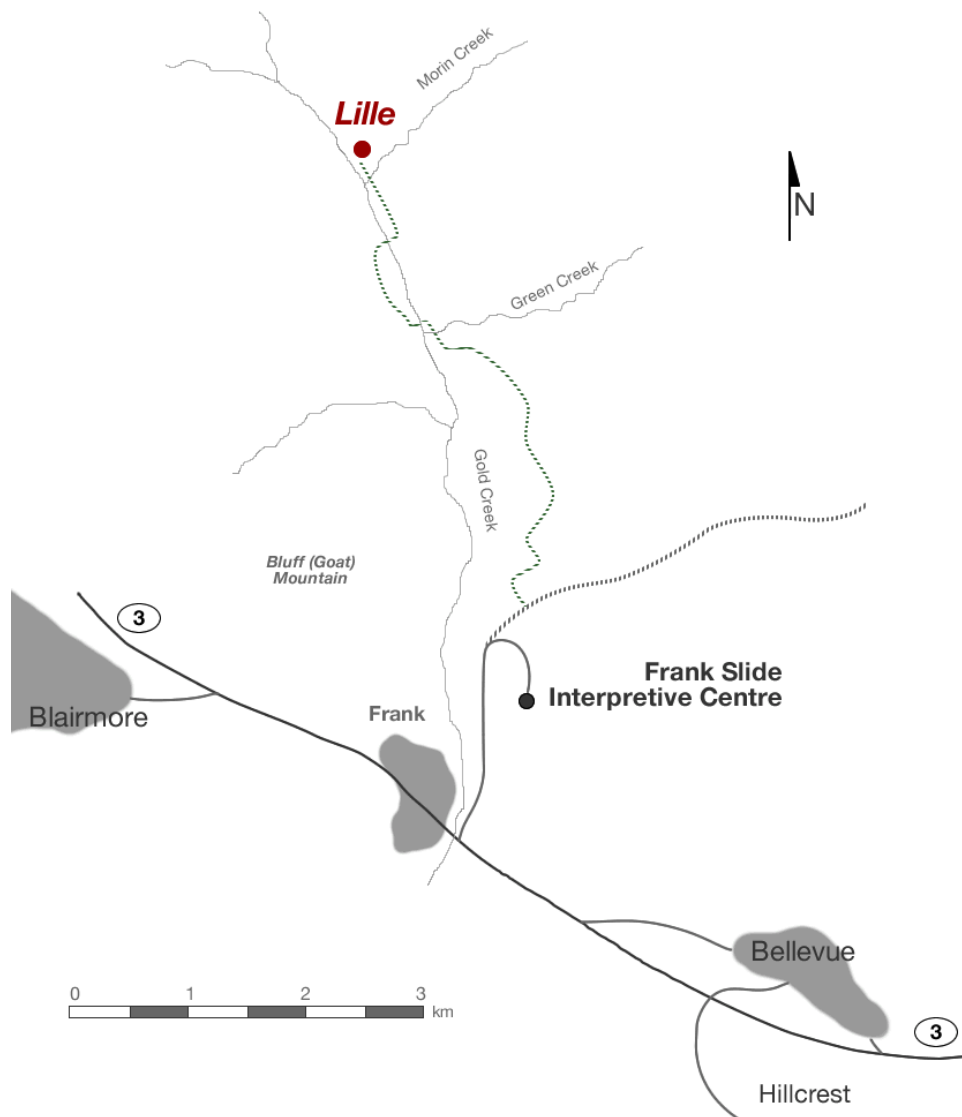 Morin Creek
Lille
N
Green Creek
Gold Creek
Bluff (Goat)
Mountain
3
Frank Slide
Interpretive Centre
Blairmore
Frank
Bellevue
0 1 2 3
km
3
Hillcrest